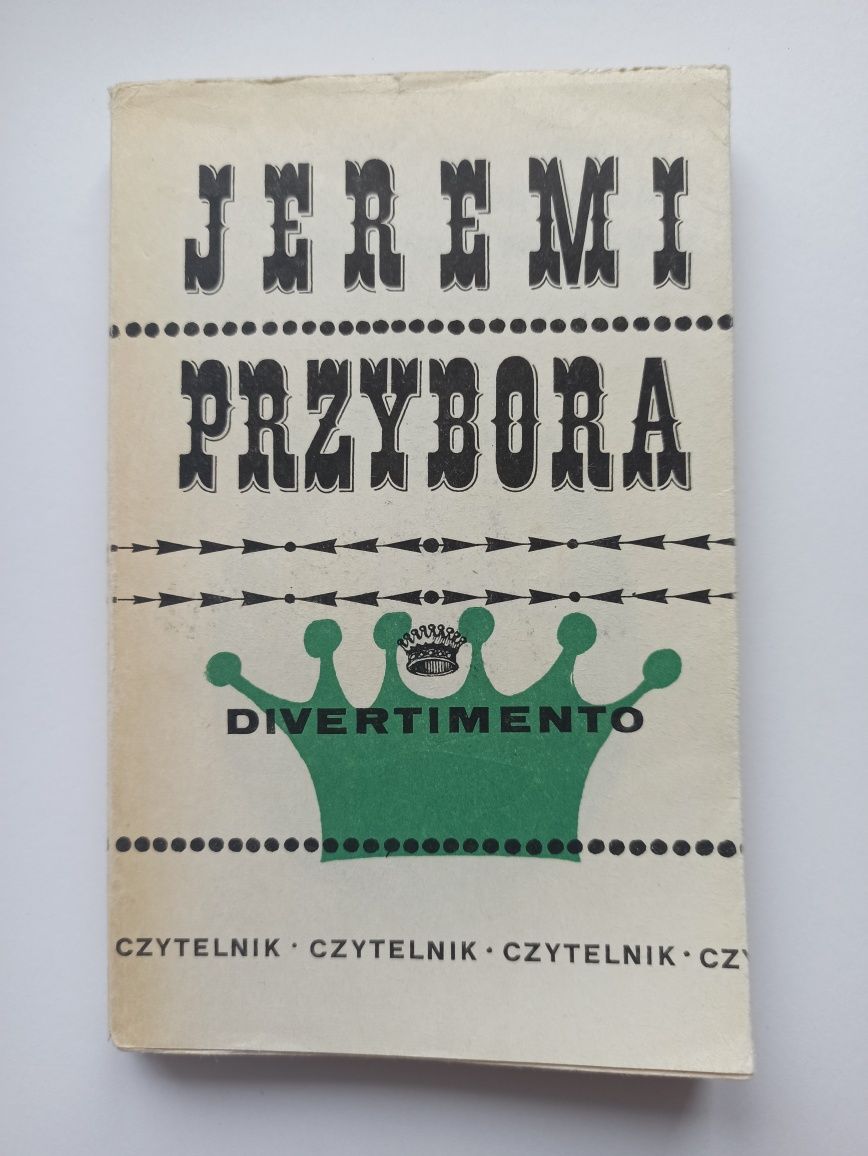 JEREMI
PRZYBORA
DIVERTIMENTO
CZYTELNIK · CZYTELNIK · CZYTELNIK · CZY